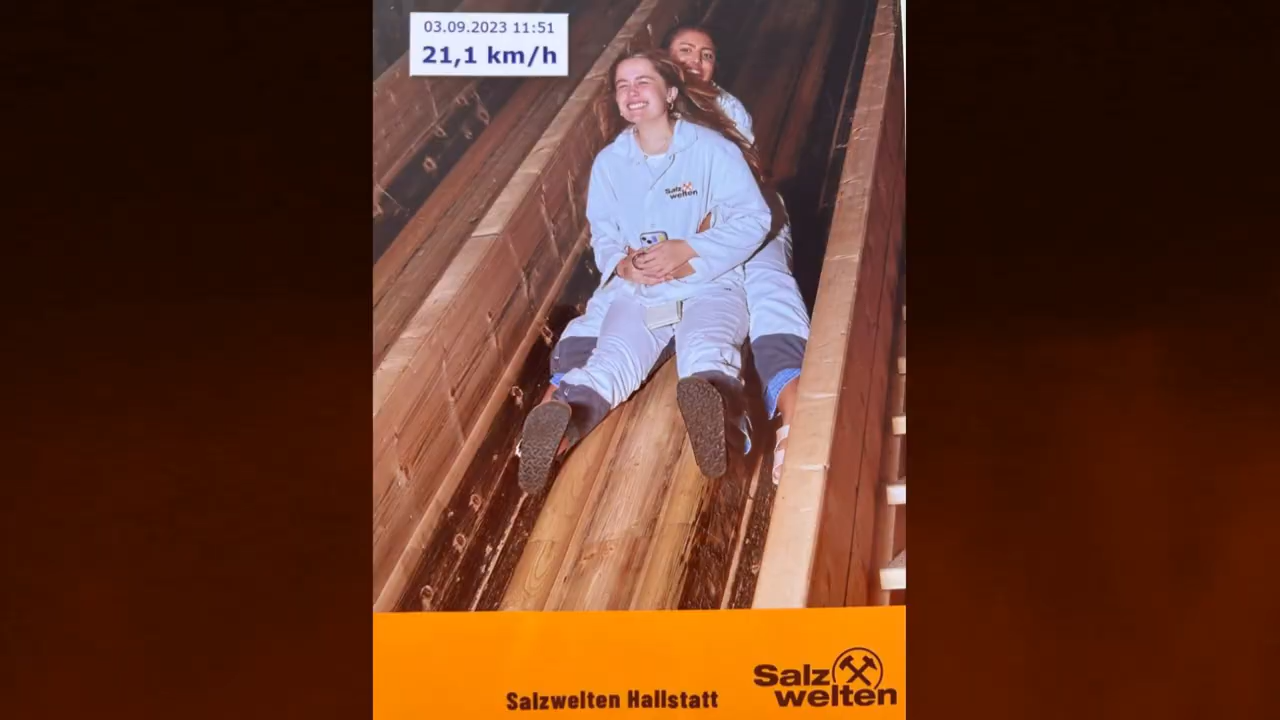 03.09.2023 11:51
21,1 km/h
Salz
welten
Salzwelten Hallstatt
Salz
welten